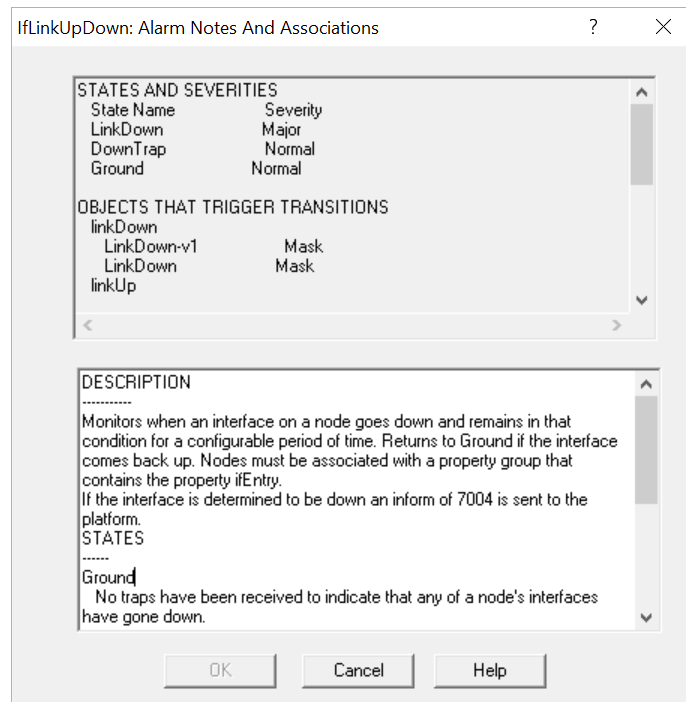 IfLinkUpDown: Alarm Notes And Associations ? ×
STATES AND SEVERITIES
State Name Severity
LinkDown Major
DownTrap Normal
Ground Normal
OBJECTS THAT TRIGGER TRANSITIONS
linkDown
LinkDown-v1 Mask
LinkDown Mask
linkUp
DESCRIPTION
-----------
Monitors when an interface on a node goes down and remains in that
condition for a configurable period of time. Returns to Ground if the interface
comes back up. Nodes must be associated with a property group that
contains the property ifEntry.
If the interface is determined to be down an inform of 7004 is sent to the
platform.
STATES
------
Ground
No traps have been received to indicate that any of a node's interfaces
have gone down.
OK Cancel Help